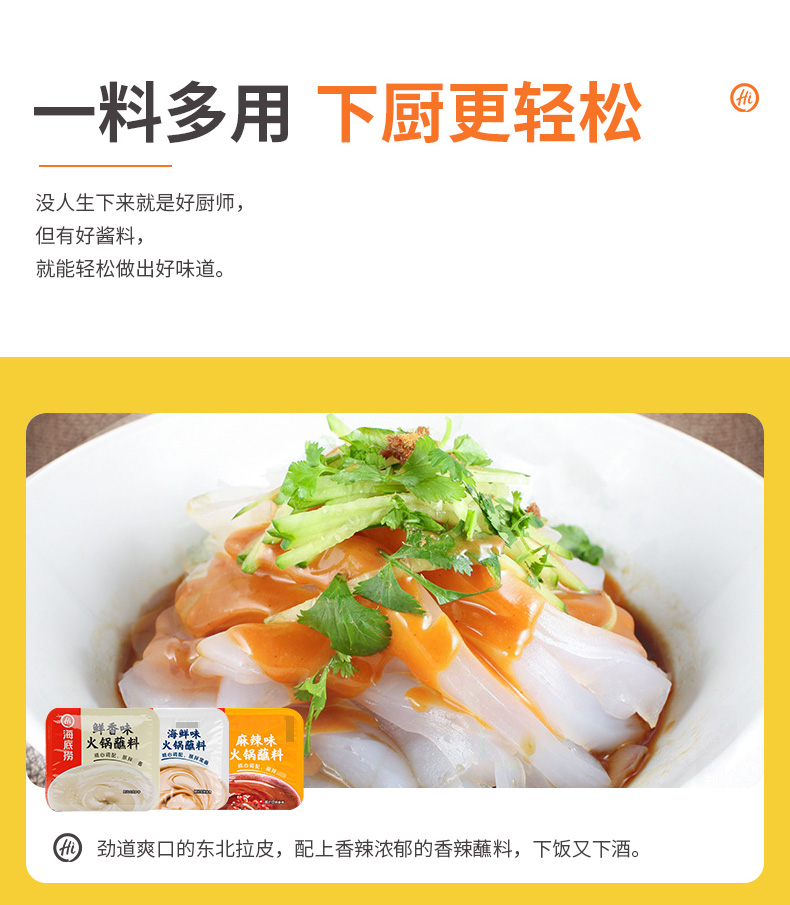 一料多用 下厨更轻松
Hi
没人生下来就是好厨师，
但有好酱料，
就能轻松做出好味道。
Hi
海底捞
鲜香味
火锅蘸料
海鲜味
火锅蘸料
麻辣味
火锅蘸料
Hi
劲道爽口的东北拉皮，配上香辣浓郁的香辣蘸料，下饭又下酒。